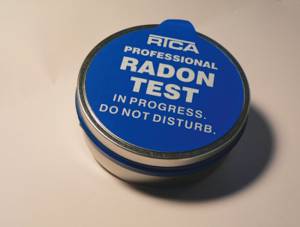 RTCA
PROFESSIONAL
RADON
TEST
IN PROGRESS.
DO NOT DISTURB.